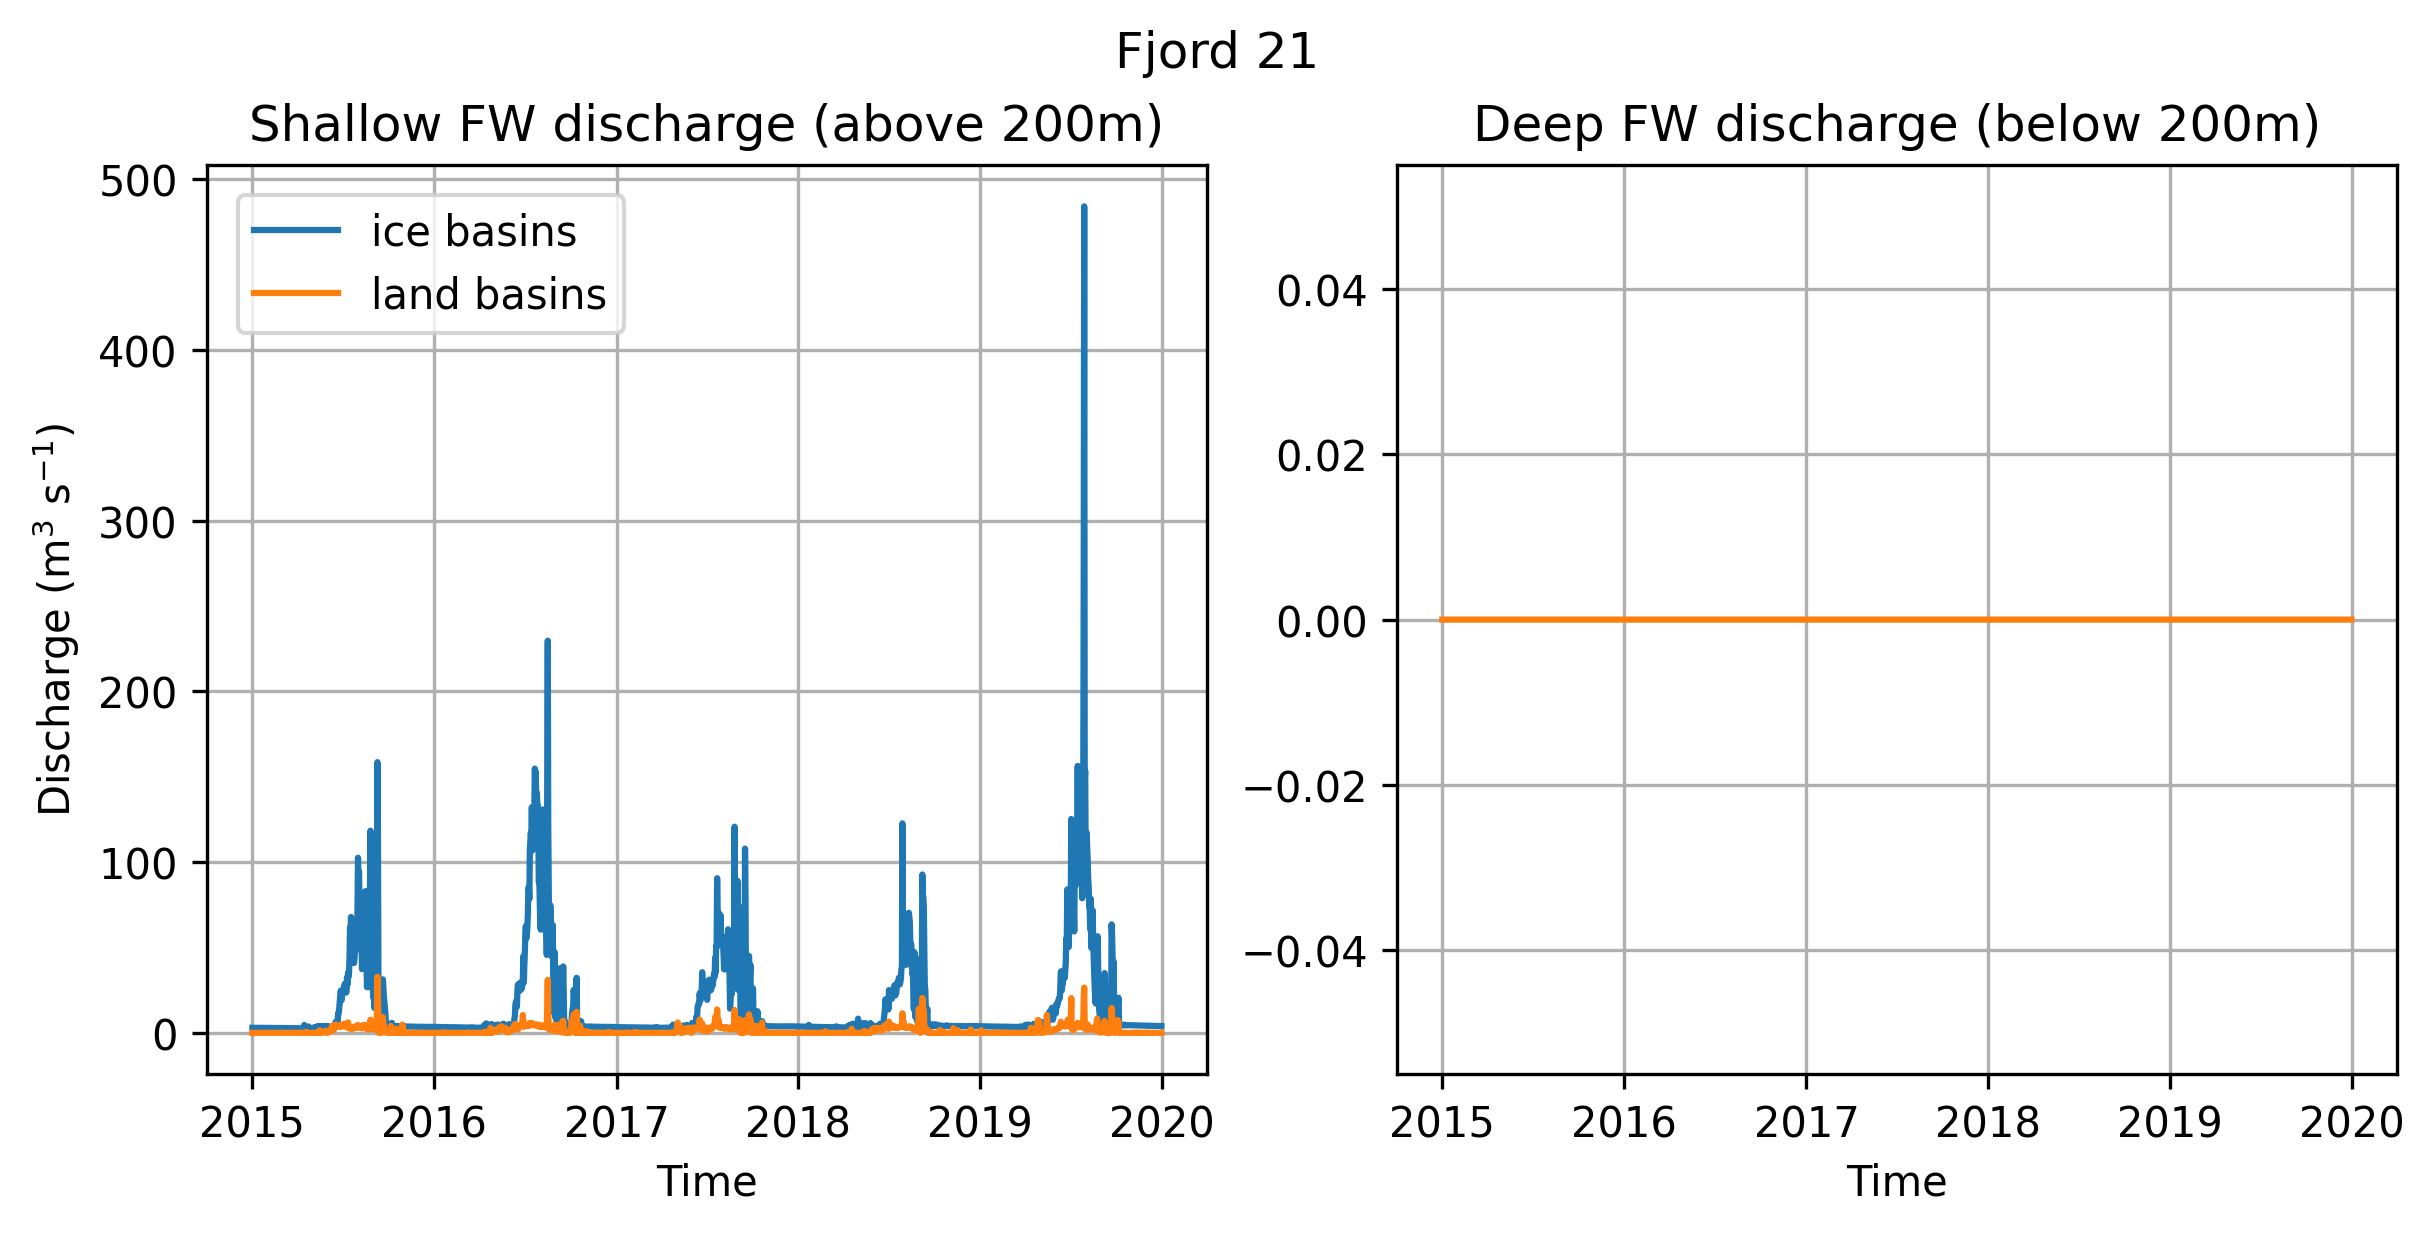 Fjord 21
Shallow FW discharge (above 200m)
500
400
300
200
100
0
Discharge (m³ s⁻¹)
ice basins
land basins
2015 2016 2017 2018 2019 2020
Time
Deep FW discharge (below 200m)
0.04
0.02
0.00
−0.02
−0.04
2015 2016 2017 2018 2019 2020
Time